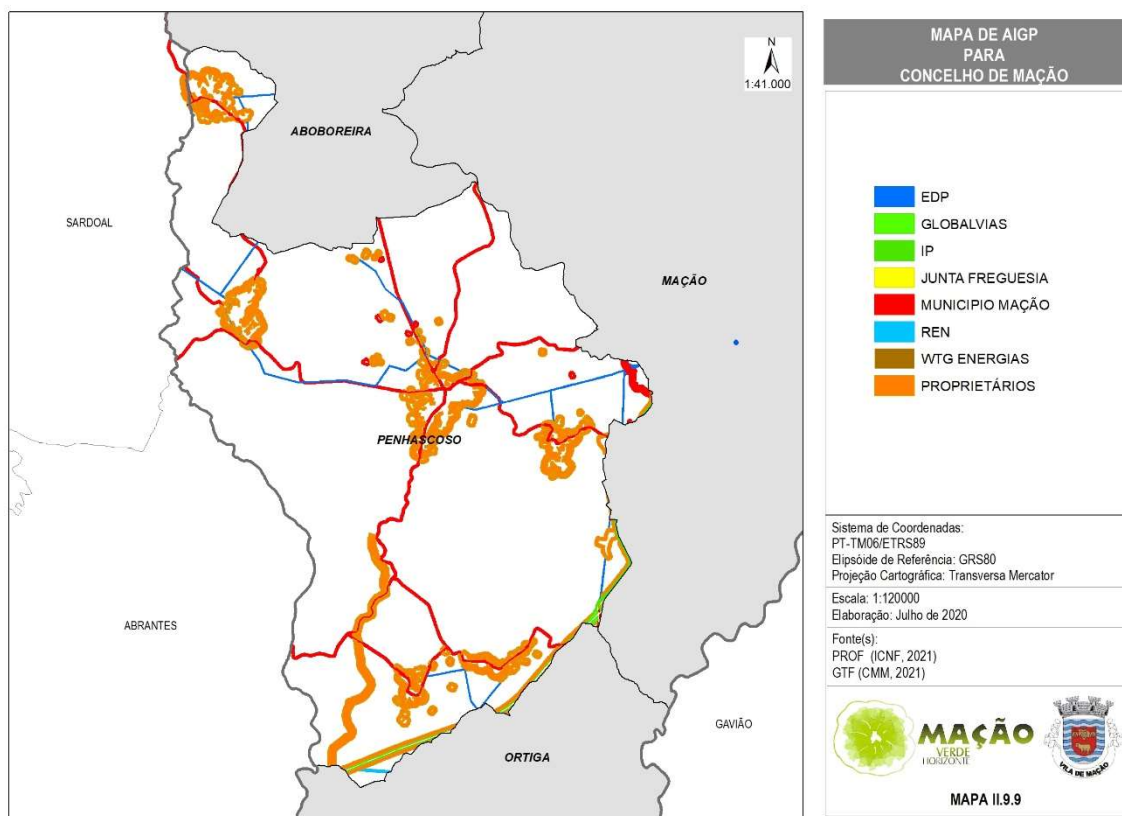 N
1:41.000
ABOBOREIRA
SARDOAL
MAÇÃO
PENHASCOSO
ABRANTES
GAVIÃO
ORTIGA
MAPA DE AIGP
PARA
CONCELHO DE MAÇÃO
EDP
GLOBALVIAS
IP
JUNTA FREGUESIA
MUNICIPIO MAÇÃO
REN
WTG ENERGIAS
PROPRIETÁRIOS
Sistema de Coordenadas:
PT-TM06/ETRS89
Elipsóide de Referência: GRS80
Projeção Cartográfica: Transversa Mercator
Escala: 1:120000
Elaboração: Julho de 2020
Fonte(s):
PROF (ICNF, 2021)
GTF (CMM, 2021)
MAÇÃO
VERDE
HORIZONTE
VILA DE MAÇÃO
MAPA II.9.9